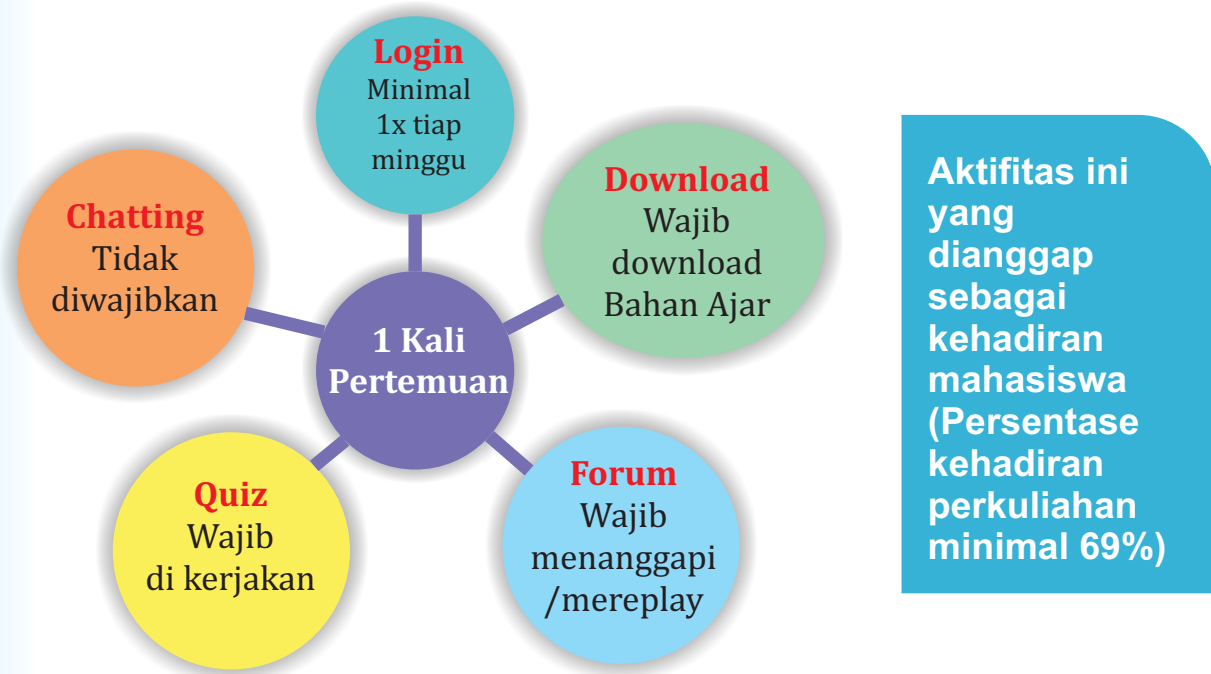 Login
Minimal
1x tiap
minggu
Download
Wajib
download
Bahan Ajar
Chatting
Tidak
diwajibkan
1 Kali
Pertemuan
Quiz
Wajib
di kerjakan
Forum
Wajib
menanggapi
/mereplay
Aktifitas ini
yang
dianggap
sebagai
kehadiran
mahasiswa
(Persentase
kehadiran
perkuliahan
minimal 69%)